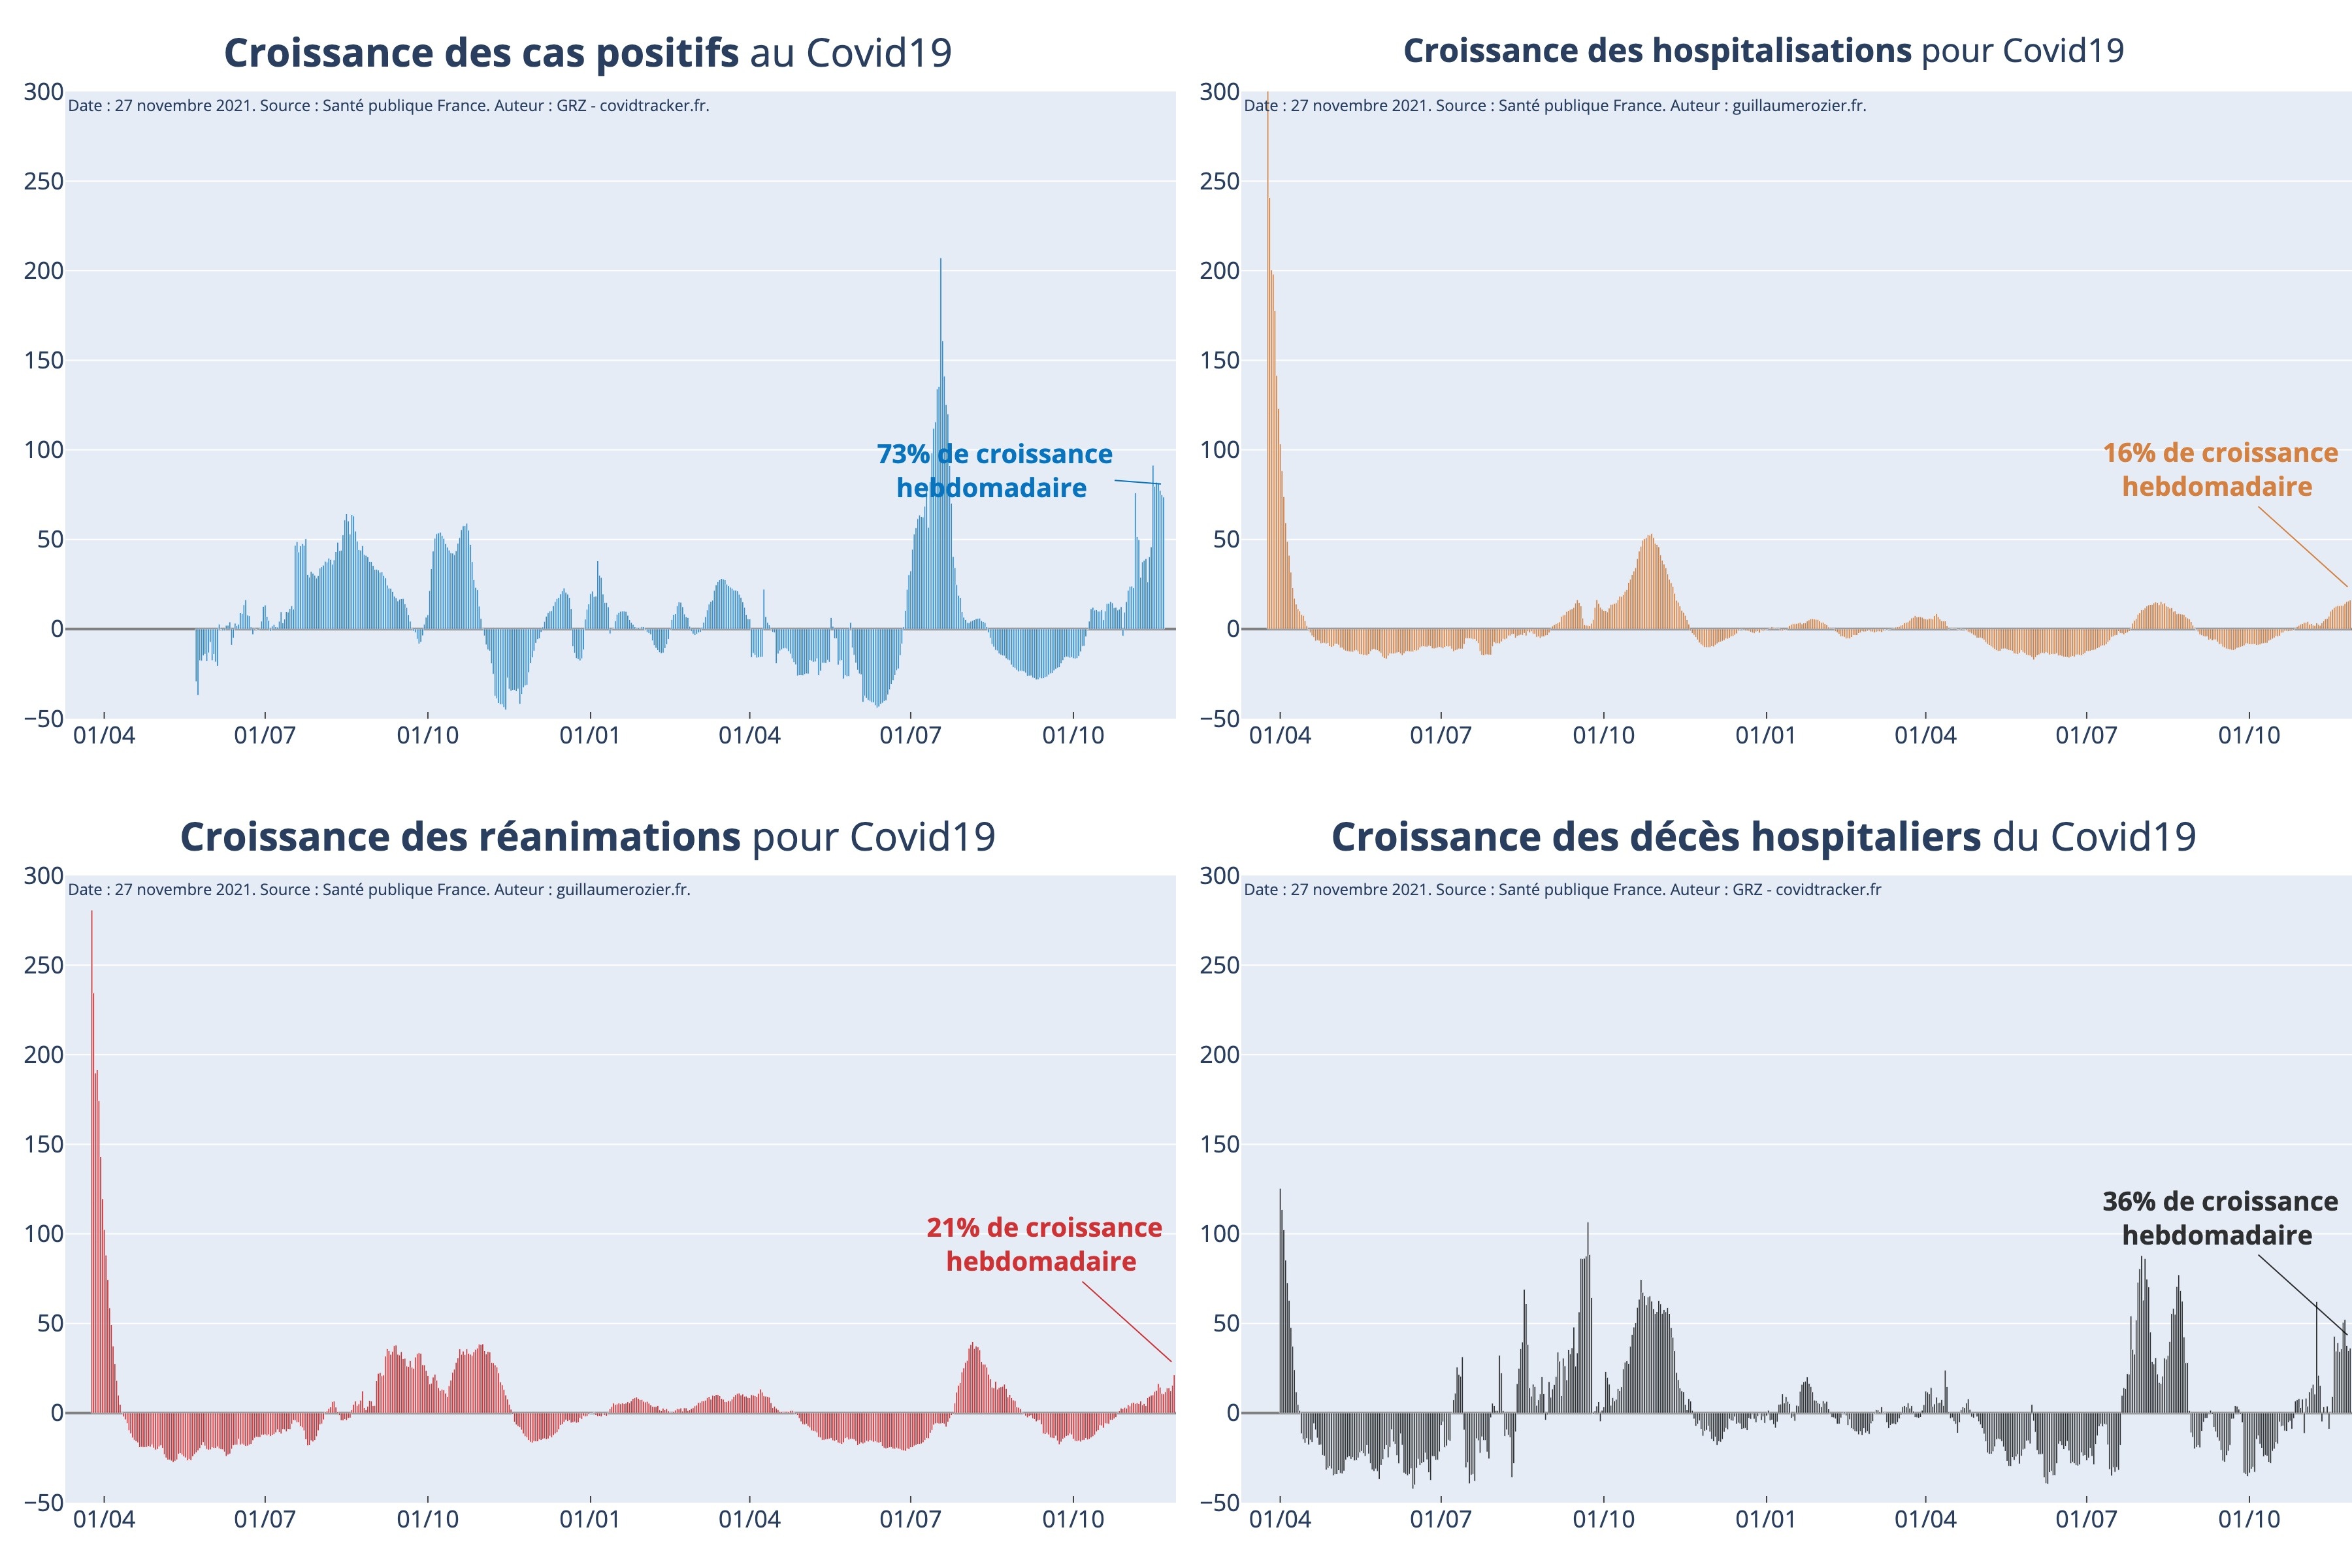 Croissance des cas positifs au Covid19
300
Date : 27 novembre 2021. Source : Santé publique France. Auteur : GRZ - covidtracker.fr.
250
200
150
100
50
0
−50
73% de croissance
hebdomadaire
01/04 01/07 01/10 01/01 01/04 01/07 01/10
Croissance des hospitalisations pour Covid19
300
Date : 27 novembre 2021. Source : Santé publique France. Auteur : guillaumerozier.fr.
250
200
150
100
50
0
−50
16% de croissance
hebdomadaire
01/04 01/07 01/10 01/01 01/04 01/07 01/10
Croissance des réanimations pour Covid19
300
Date : 27 novembre 2021. Source : Santé publique France. Auteur : guillaumerozier.fr.
250
200
150
100
50
0
−50
21% de croissance
hebdomadaire
01/04 01/07 01/10 01/01 01/04 01/07 01/10
Croissance des décès hospitaliers du Covid19
300
Date : 27 novembre 2021. Source : Santé publique France. Auteur : GRZ - covidtracker.fr
250
200
150
100
50
0
−50
36% de croissance
hebdomadaire
01/04 01/07 01/10 01/01 01/04 01/07 01/10